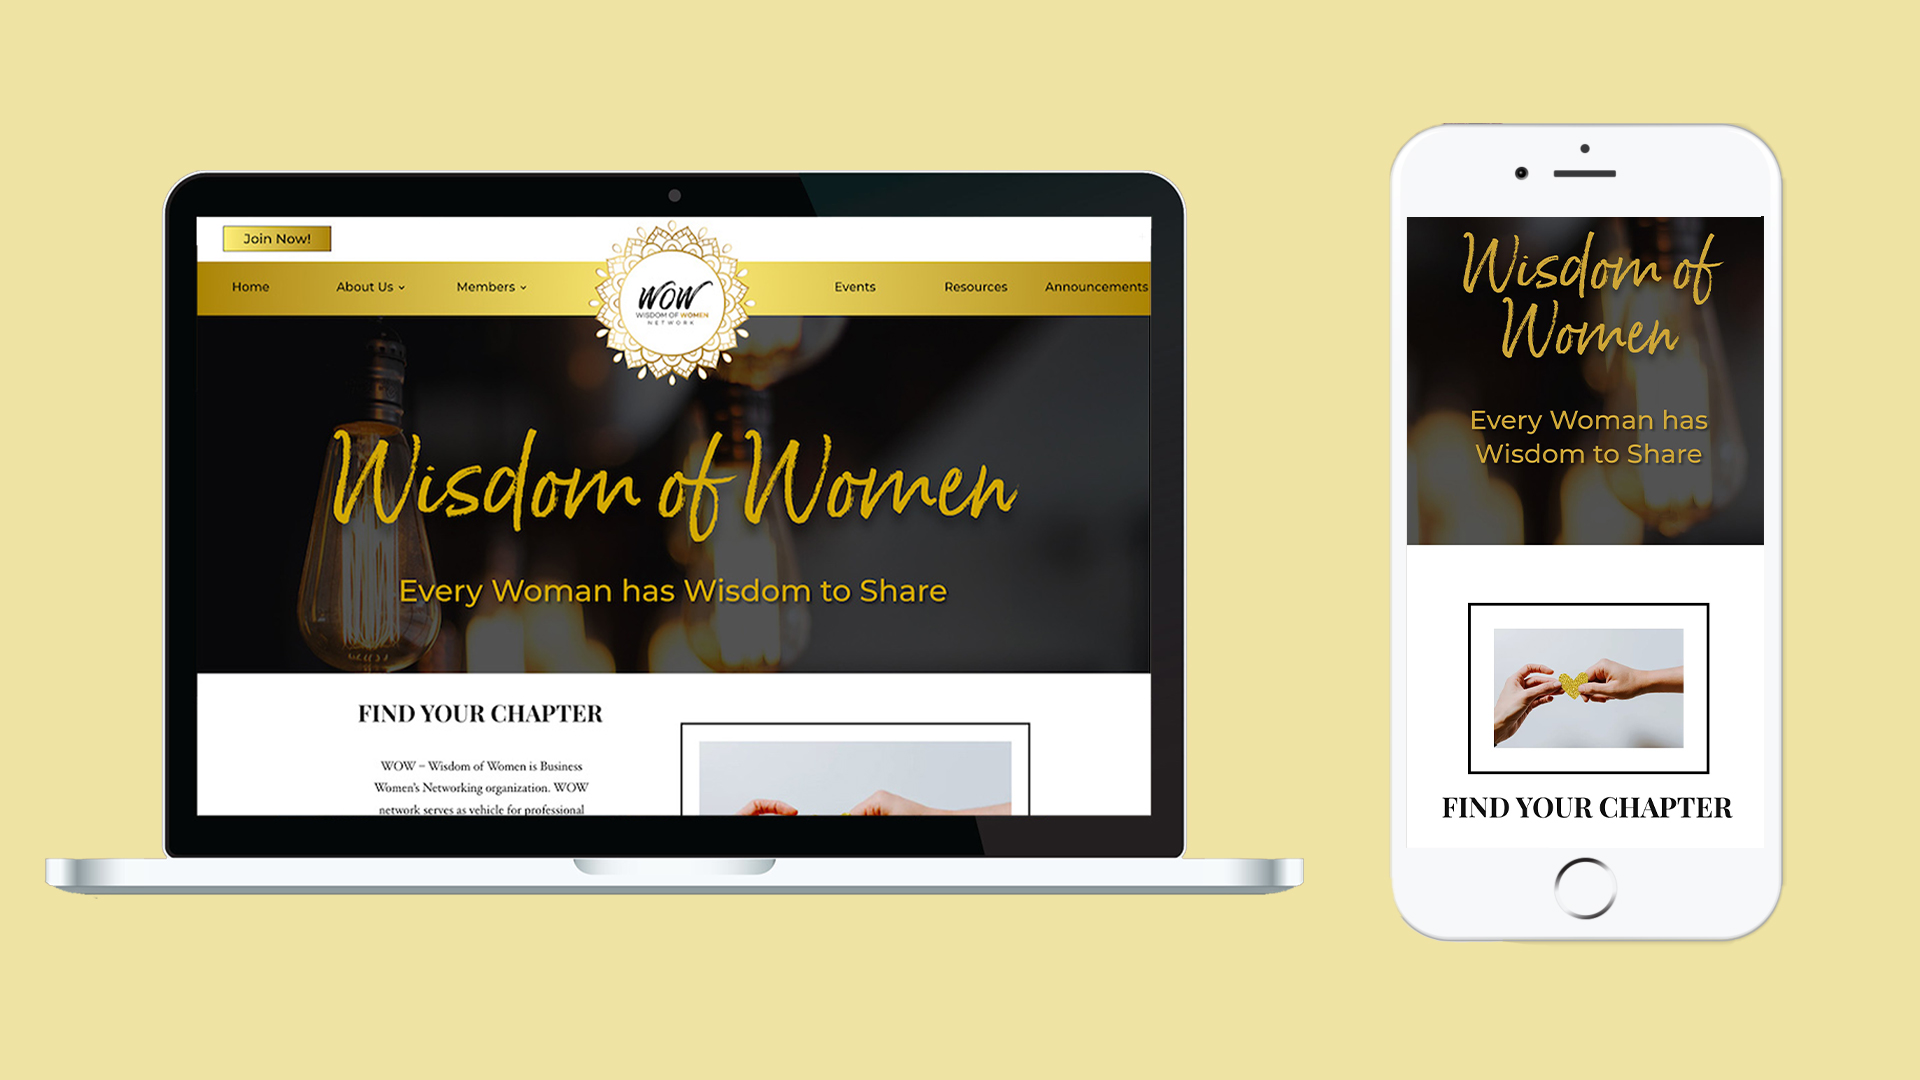 Join Now!
Home
About Us
Members
WOW
WISDOM OF WOMEN
NETWORK
Events
Resources
Announcements
Wisdom of Women
Every Woman has Wisdom to Share
FIND YOUR CHAPTER
WOW – Wisdom of Women is Business
Women's Networking organization. WOW
network serves as vehicle for professional
Wisdom of
Women
Every Woman has
Wisdom to Share
FIND YOUR CHAPTER